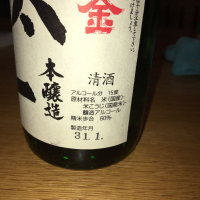 金
本醸造
清酒
アルコール分 15度
原材料名 米(国産)・
米こうじ(国産米)・
醸造アルコール
精米歩合 60%
製造年月
31.1.